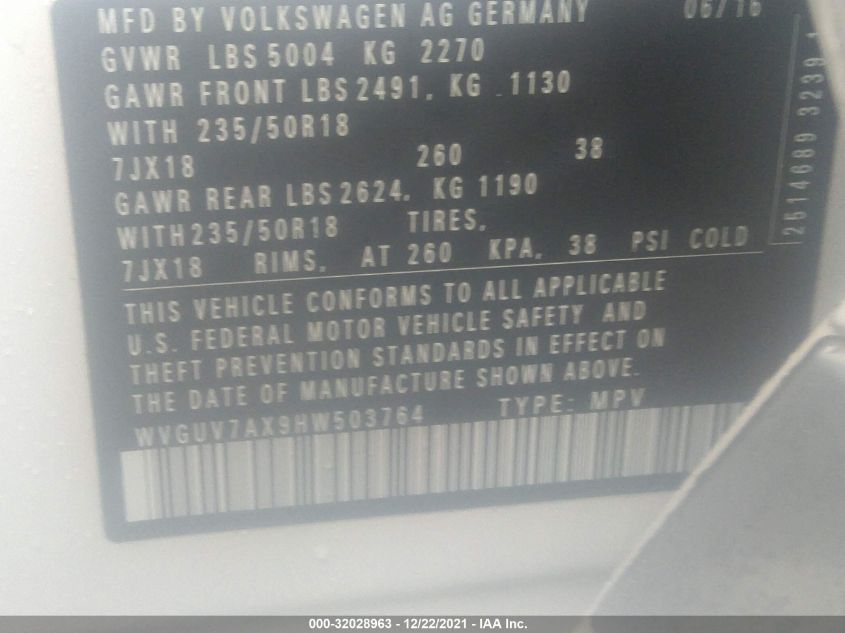 MFD BY VOLKSWAGEN AG GERMANY 06/16
GVWR LBS 5004 KG 2270
GAWR FRONT LBS 2491, KG 1130
WITH 235/50R18
7JX18 260 38
GAWR REAR LBS 2624, KG 1190
WITH 235/50R18 TIRES,
7JX18 RIMS, AT 260 KPA, 38 PSI COLD
THIS VEHICLE CONFORMS TO ALL APPLICABLE
U.S. FEDERAL MOTOR VEHICLE SAFETY AND
THEFT PREVENTION STANDARDS IN EFFECT ON
THE DATE OF MANUFACTURE SHOWN ABOVE.
WVGUV7AX9HW503764 TYPE: MPV
2514689 3239
000-32028963 - 12/22/2021 - IAA Inc.